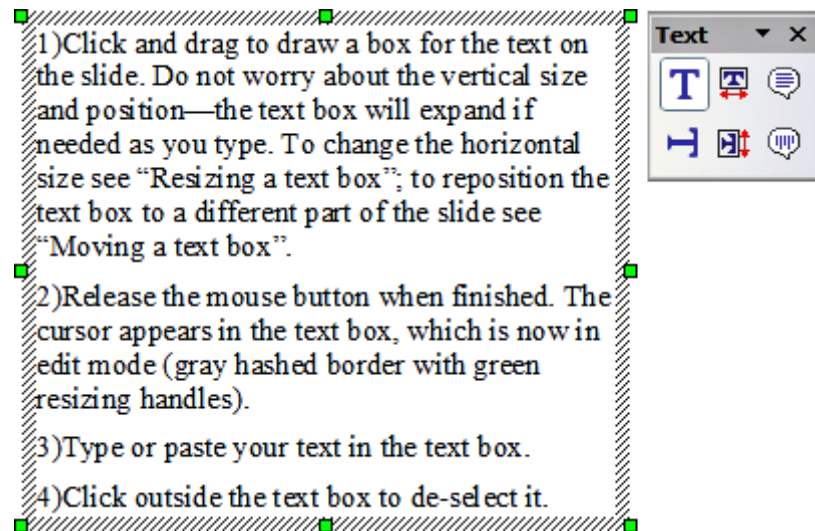 1)Click and drag to draw a box for the text on
the slide. Do not worry about the vertical size
and position—the text box will expand if
needed as you type. To change the horizontal
size see “Resizing a text box”; to reposition the
text box to a different part of the slide see
“Moving a text box”.
2)Release the mouse button when finished. The
cursor appears in the text box, which is now in
edit mode (gray hashed border with green
resizing handles).
3)Type or paste your text in the text box.
4)Click outside the text box to de-select it.
Text